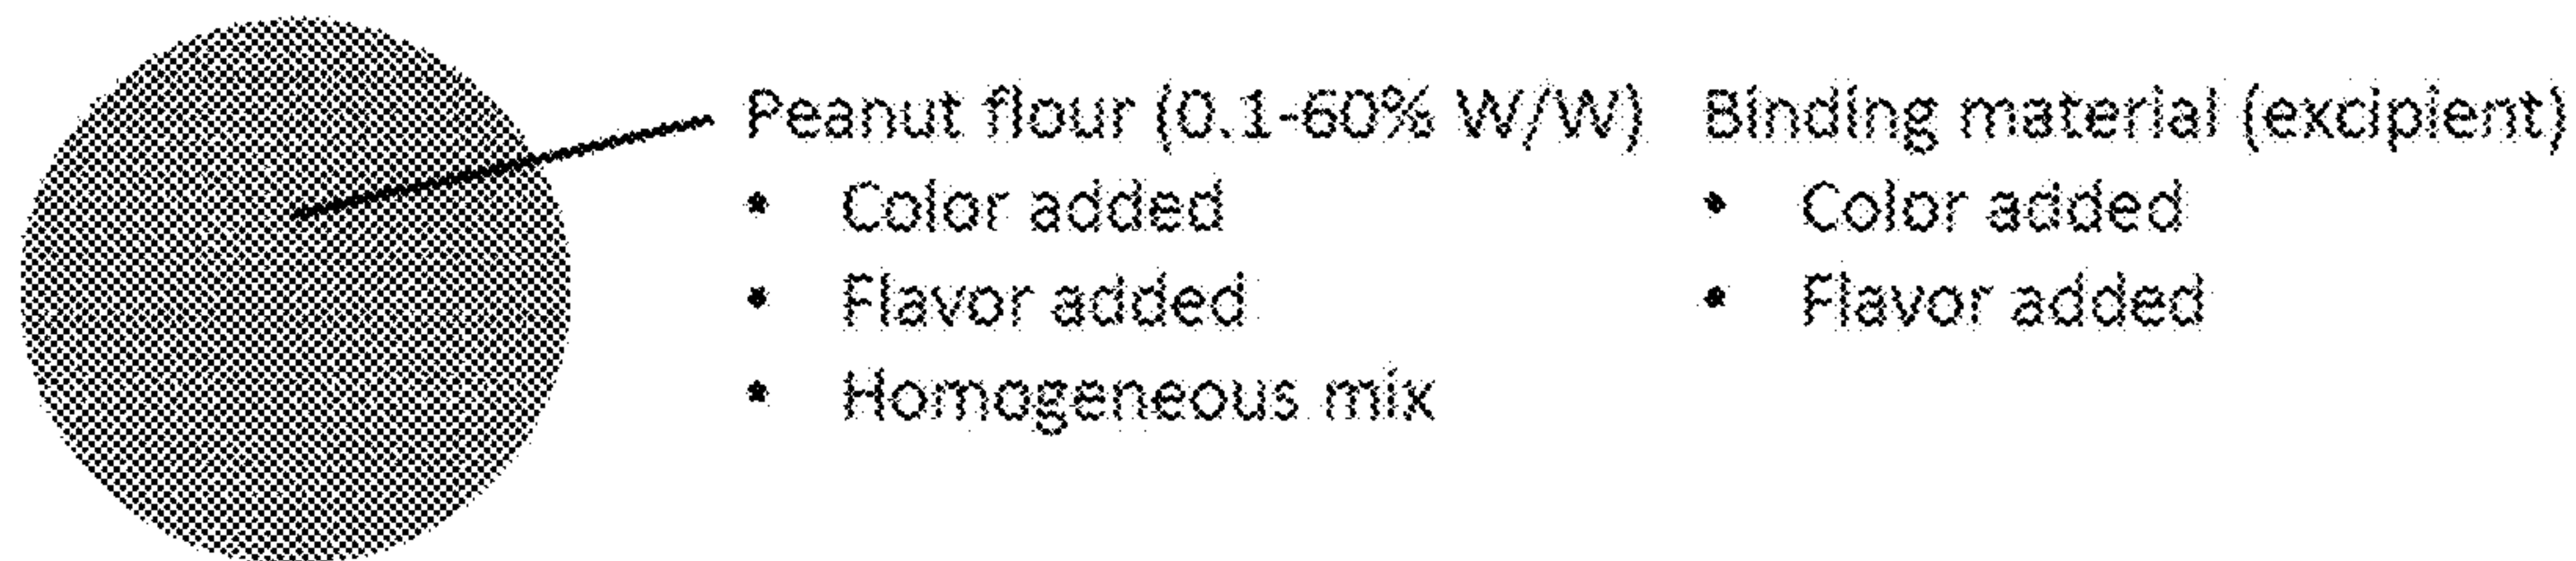 Peanut flour (0.1-60% W/W) Binding material (excipient)
• Color added • Color added
• Flavor added • Flavor added
• Homogeneous mix